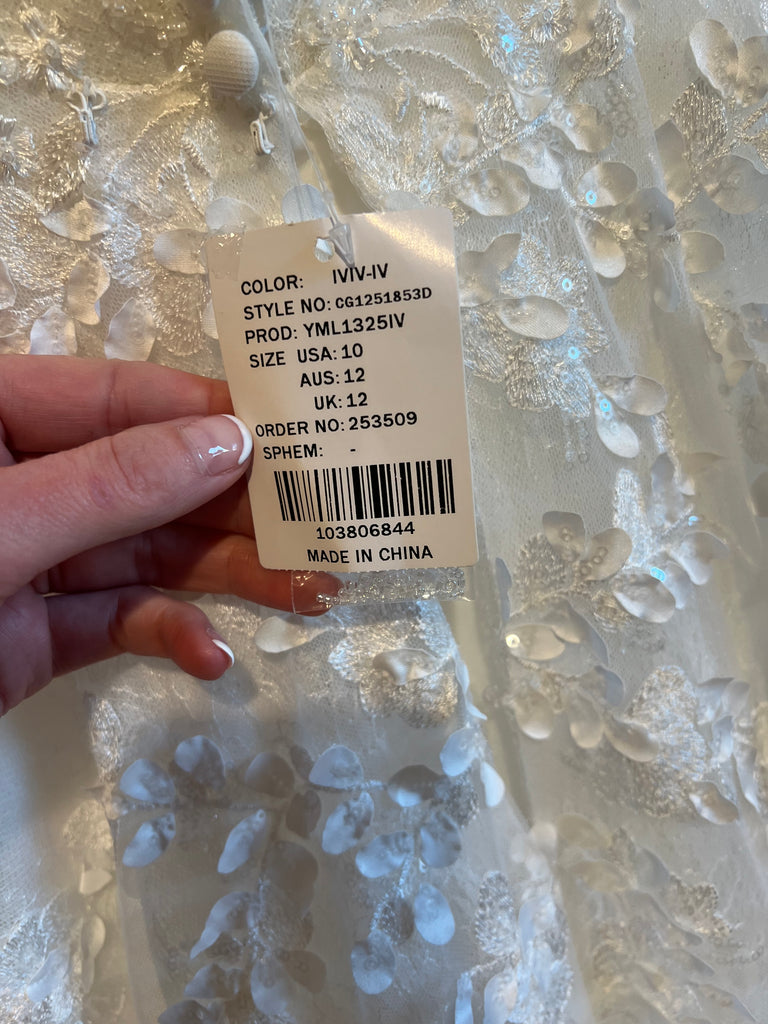 COLOR: IVIV-IV
STYLE NO: CG1251853D
PROD: YML1325IV
SIZE USA: 10
AUS: 12
UK: 12
ORDER NO: 253509
SPHEM: -
103806844
MADE IN CHINA